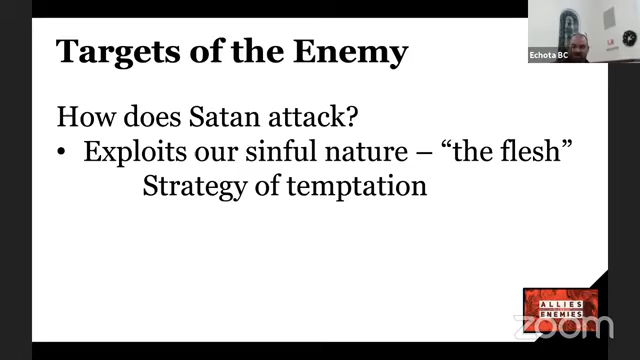 Targets of the Enemy
Echota BC
How does Satan attack?
• Exploits our sinful nature – “the flesh”
Strategy of temptation
ALLIES
ENEMIES
zoom